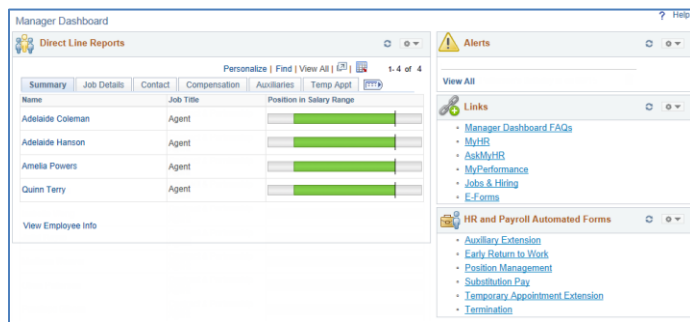 ? Help
Manager Dashboard
Direct Line Reports
Personalize | Find | View All | | 1-4 of 4
Summary Job Details Contact Compensation Auxiliaries Temp Appt
Name Job Title Position in Salary Range
Adelaide Coleman Agent
Adelaide Hanson Agent
Amelia Powers Agent
Quinn Terry Agent
View Employee Info
Alerts
View All
Links
Manager Dashboard FAQs
MyHR
AskMyHR
MyPerformance
Jobs & Hiring
E-Forms
HR and Payroll Automated Forms
Auxiliary Extension
Early Return to Work
Position Management
Substitution Pay
Temporary Appointment Extension
Termination